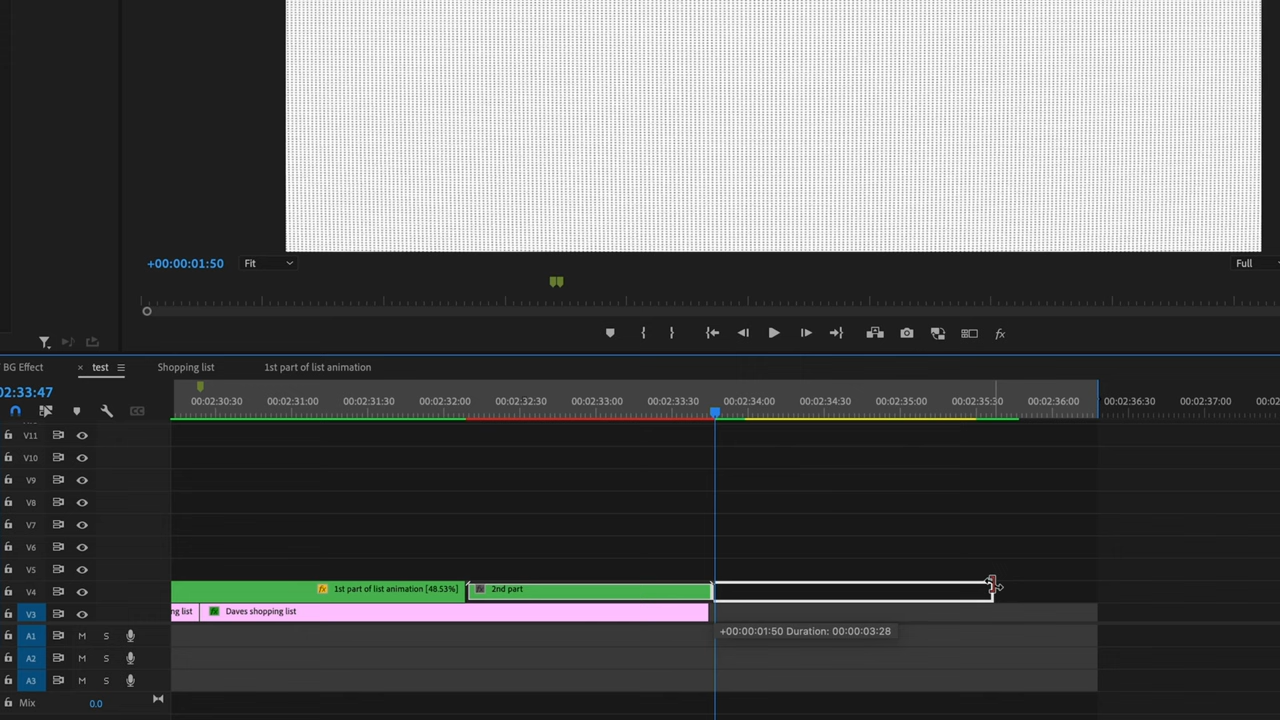 +00:00:01:50 Fit Full
fx
BG Effect × test Shopping list 1st part of list animation
02:33:47
00:02:30:30 00:02:31:00 00:02:31:30 00:02:32:00 00:02:32:30 00:02:33:00 00:02:33:30 00:02:34:00 00:02:34:30 00:02:35:00 00:02:35:30 00:02:36:00 00:02:36:30 00:02:37:00 00:02
V11
V10
V9
V8
V7
V6
V5
V4 fx 1st part of list animation [48.53%] 2nd part
V3 ng list Daves shopping list
A1 M S +00:00:01:50 Duration: 00:00:03:28
A2 M S
A3 M S
Mix 0.0